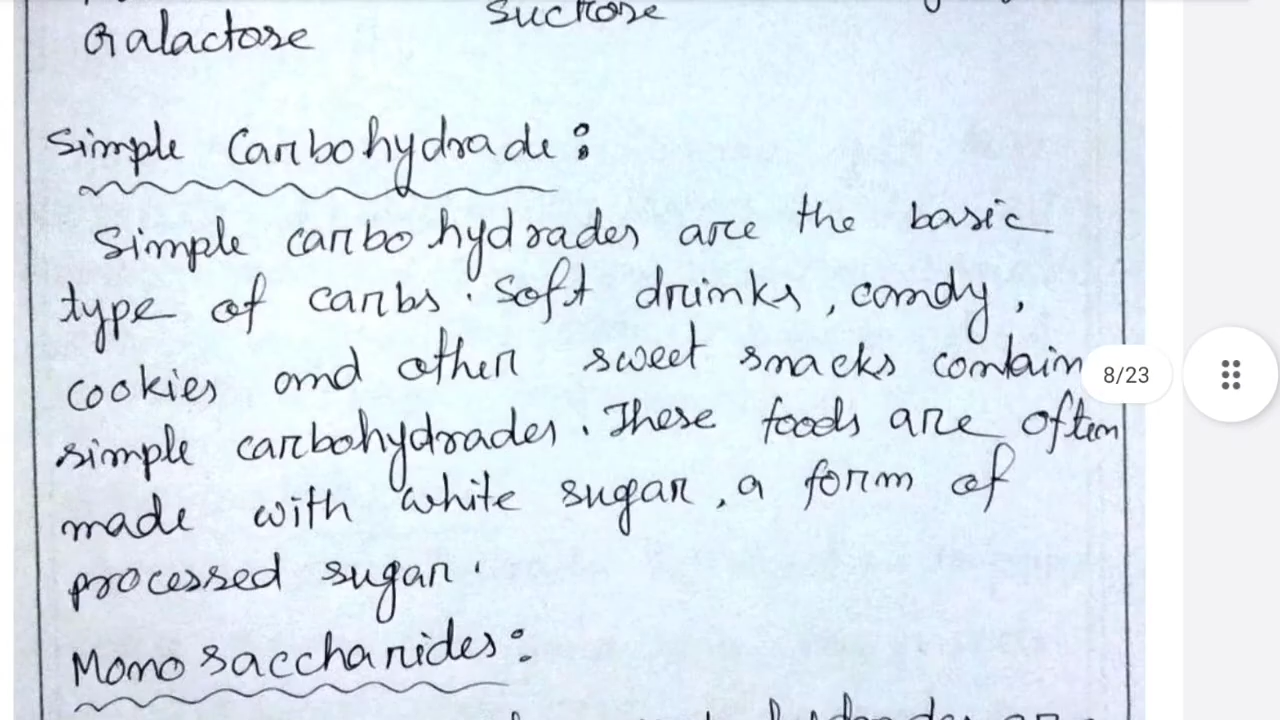 sucrose
Galactose
Simple Carbohydrade:
Simple carbohydrades are the basic
type of carbs. Soft drinks, candy,
cookies and other sweet smacks contain
8/23
simple carbohydrades. These foods are often
made with white sugar, a form of
processed sugar.
Monosaccharides: